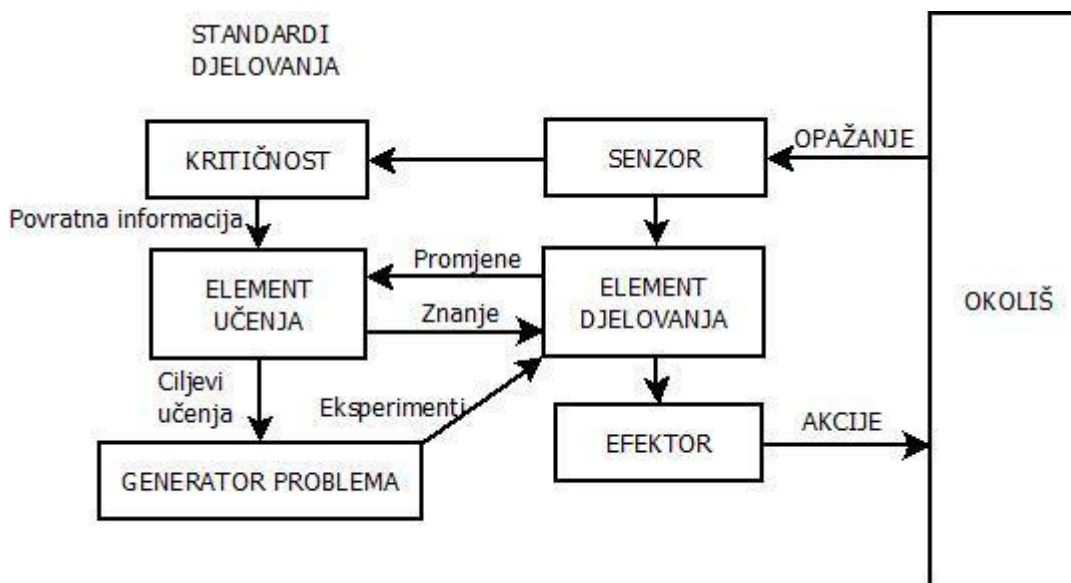 STANDARDI
DJELOVANJA
KRITIČNOST
SENZOR
OPAŽANJE
Povratna informacija
ELEMENT
UČENJA
Promjene
Znanje
ELEMENT
DJELOVANJA
OKOLIŠ
Ciljevi
učenja
Eksperimenti
GENERATOR PROBLEMA
EFEKTOR
AKCIJE